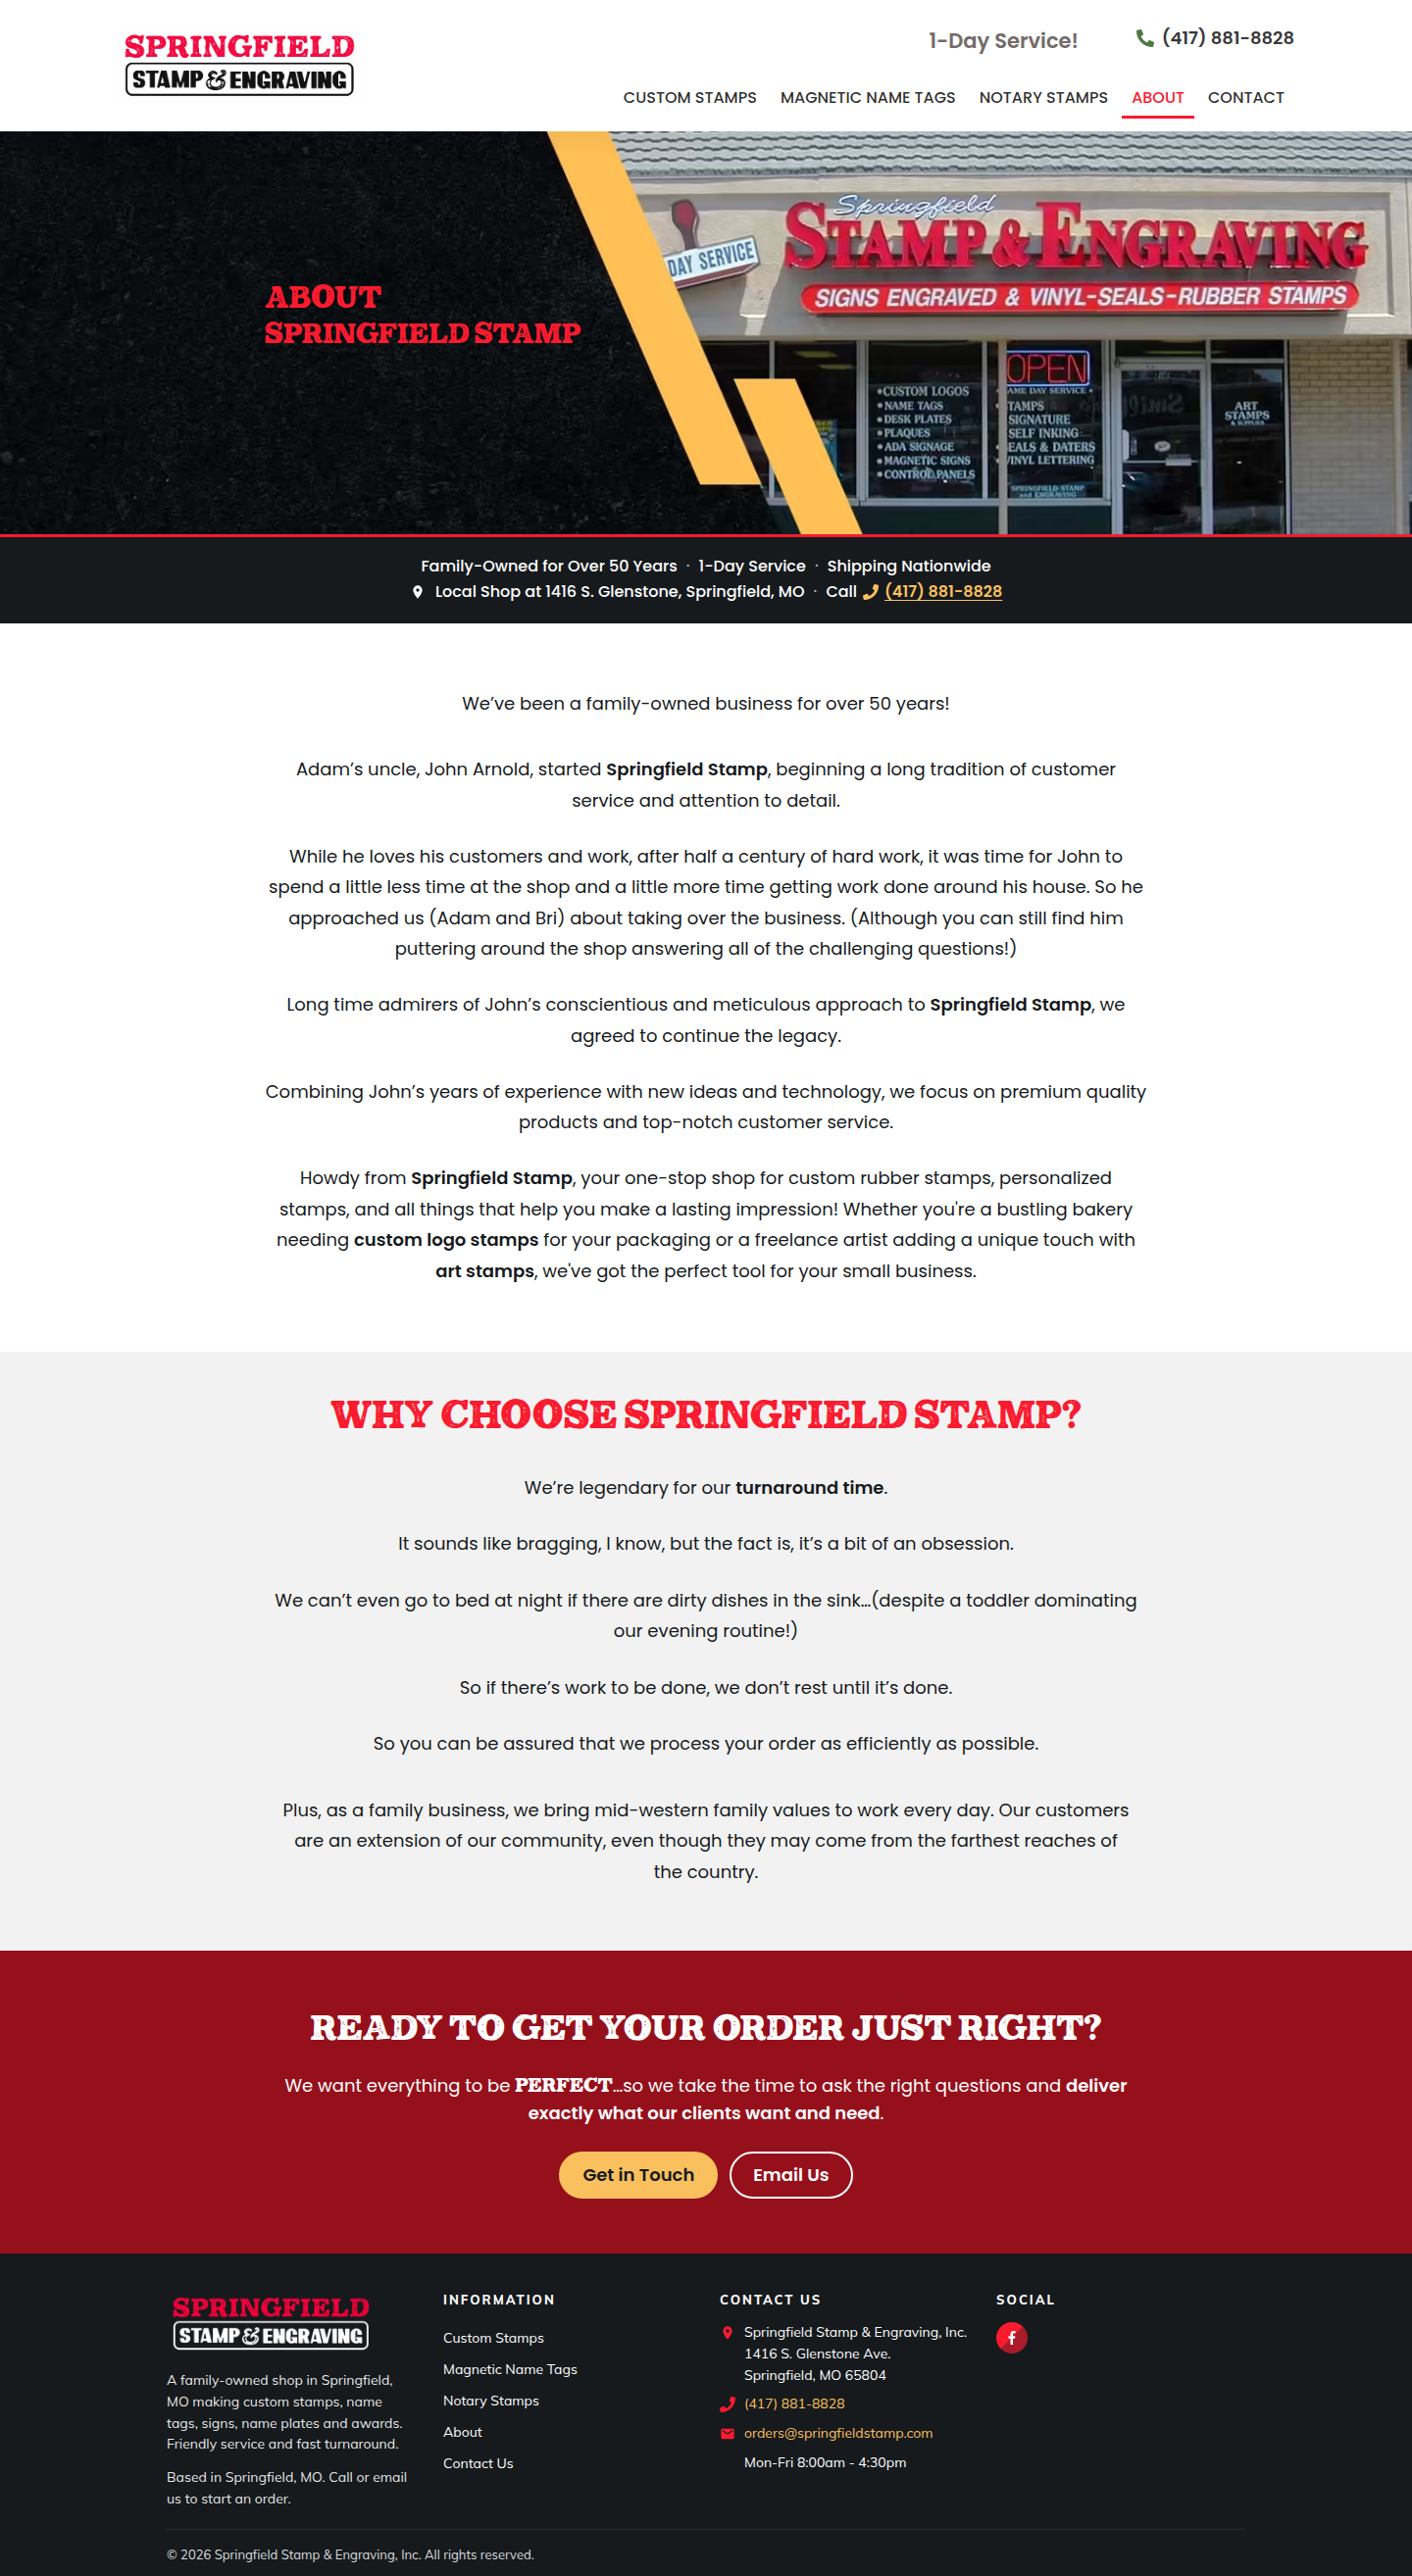 SPRINGFIELD
STAMP & ENGRAVING
1-Day Service!
(417) 881-8828
CUSTOM STAMPS
MAGNETIC NAME TAGS
NOTARY STAMPS
ABOUT
CONTACT
ABOUT
SPRINGFIELD STAMP
Springfield
STAMP & ENGRAVING
DAY SERVICE
SIGNS ENGRAVED & VINYL-SEALS-RUBBER STAMPS
OPEN
•CUSTOM LOGOS
•NAME TAGS
•DESK PLATES
•PLAQUES
•ADA SIGNAGE
•MAGNETIC SIGNS
•CONTROL PANELS
AME DAY SERVICE •
STAMPS
SIGNATURE
SELF INKING
SEALS & DATERS
VINYL LETTERING
SPRINGFIELD STAMP
and ENGRAVING
ART
STAMPS
& SUPPLIES
Family-Owned for Over 50 Years · 1-Day Service · Shipping Nationwide
Local Shop at 1416 S. Glenstone, Springfield, MO · Call (417) 881-8828
We’ve been a family-owned business for over 50 years!
Adam’s uncle, John Arnold, started Springfield Stamp, beginning a long tradition of customer
service and attention to detail.
While he loves his customers and work, after half a century of hard work, it was time for John to
spend a little less time at the shop and a little more time getting work done around his house. So he
approached us (Adam and Bri) about taking over the business. (Although you can still find him
puttering around the shop answering all of the challenging questions!)
Long time admirers of John’s conscientious and meticulous approach to Springfield Stamp, we
agreed to continue the legacy.
Combining John’s years of experience with new ideas and technology, we focus on premium quality
products and top-notch customer service.
Howdy from Springfield Stamp, your one-stop shop for custom rubber stamps, personalized
stamps, and all things that help you make a lasting impression! Whether you're a bustling bakery
needing custom logo stamps for your packaging or a freelance artist adding a unique touch with
art stamps, we've got the perfect tool for your small business.
WHY CHOOSE SPRINGFIELD STAMP?
We’re legendary for our turnaround time.
It sounds like bragging, I know, but the fact is, it’s a bit of an obsession.
We can’t even go to bed at night if there are dirty dishes in the sink…(despite a toddler dominating
our evening routine!)
So if there’s work to be done, we don’t rest until it’s done.
So you can be assured that we process your order as efficiently as possible.
Plus, as a family business, we bring mid-western family values to work every day. Our customers
are an extension of our community, even though they may come from the farthest reaches of
the country.
READY TO GET YOUR ORDER JUST RIGHT?
We want everything to be PERFECT…so we take the time to ask the right questions and deliver
exactly what our clients want and need.
Get in Touch
Email Us
SPRINGFIELD
STAMP & ENGRAVING
A family-owned shop in Springfield,
MO making custom stamps, name
tags, signs, name plates and awards.
Friendly service and fast turnaround.
Based in Springfield, MO. Call or email
us to start an order.
INFORMATION
Custom Stamps
Magnetic Name Tags
Notary Stamps
About
Contact Us
CONTACT US
Springfield Stamp & Engraving, Inc.
1416 S. Glenstone Ave.
Springfield, MO 65804
(417) 881-8828
orders@springfieldstamp.com
Mon-Fri 8:00am - 4:30pm
SOCIAL
© 2026 Springfield Stamp & Engraving, Inc. All rights reserved.